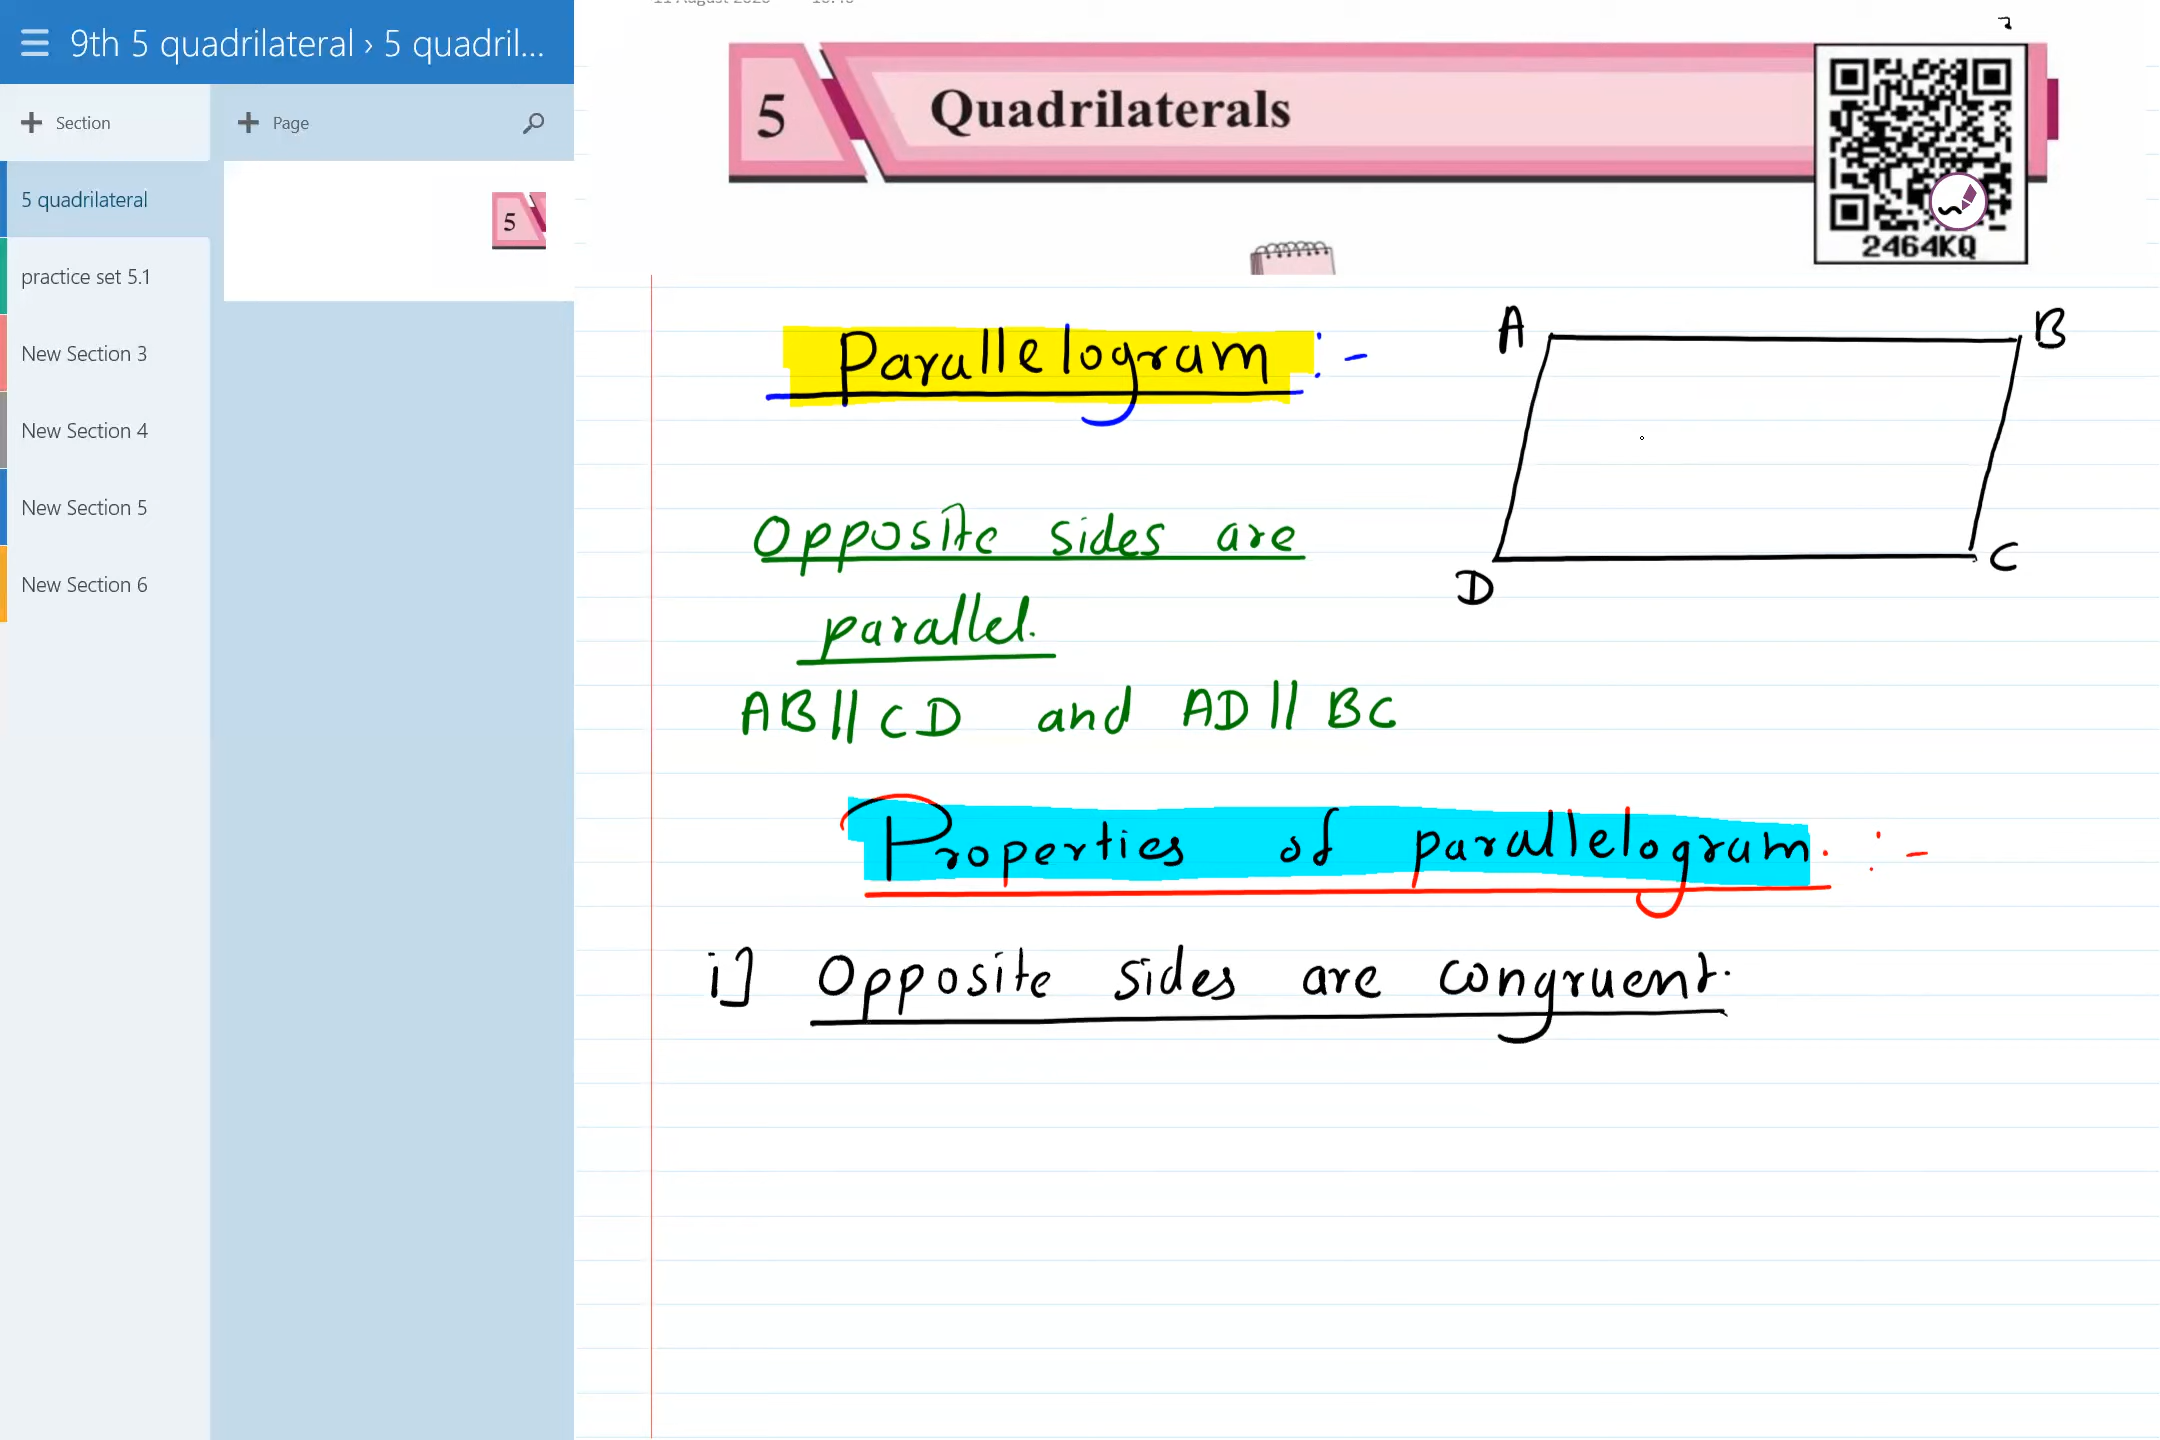 9th 5 quadrilateral › 5 quadril...
+ Section
+ Page
5 quadrilateral
practice set 5.1
New Section 3
New Section 4
New Section 5
New Section 6
5
5 Quadrilaterals
2464KQ
Parallelogram :-
A
B
D
C
Opposite sides are
parallel.
AB || CD and AD || BC
Properties of parallelogram. :-
i] Opposite sides are congruent.